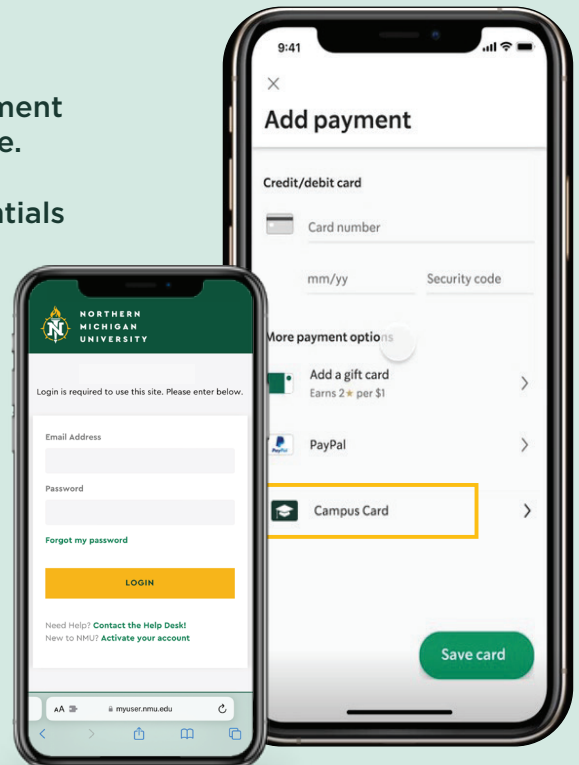 9:41
Add payment
Credit/debit card
Card number
mm/yy Security code
More payment options
Add a gift card
Earns 2★ per $1
PayPal
PayPal
Campus Card
Save card
NORTHERN
MICHIGAN
UNIVERSITY
Login is required to use this site. Please enter below.
Email Address
Password
Forgot my password
LOGIN
Need Help? Contact the Help Desk!
New to NMU? Activate your account
AA myuser.nmu.edu